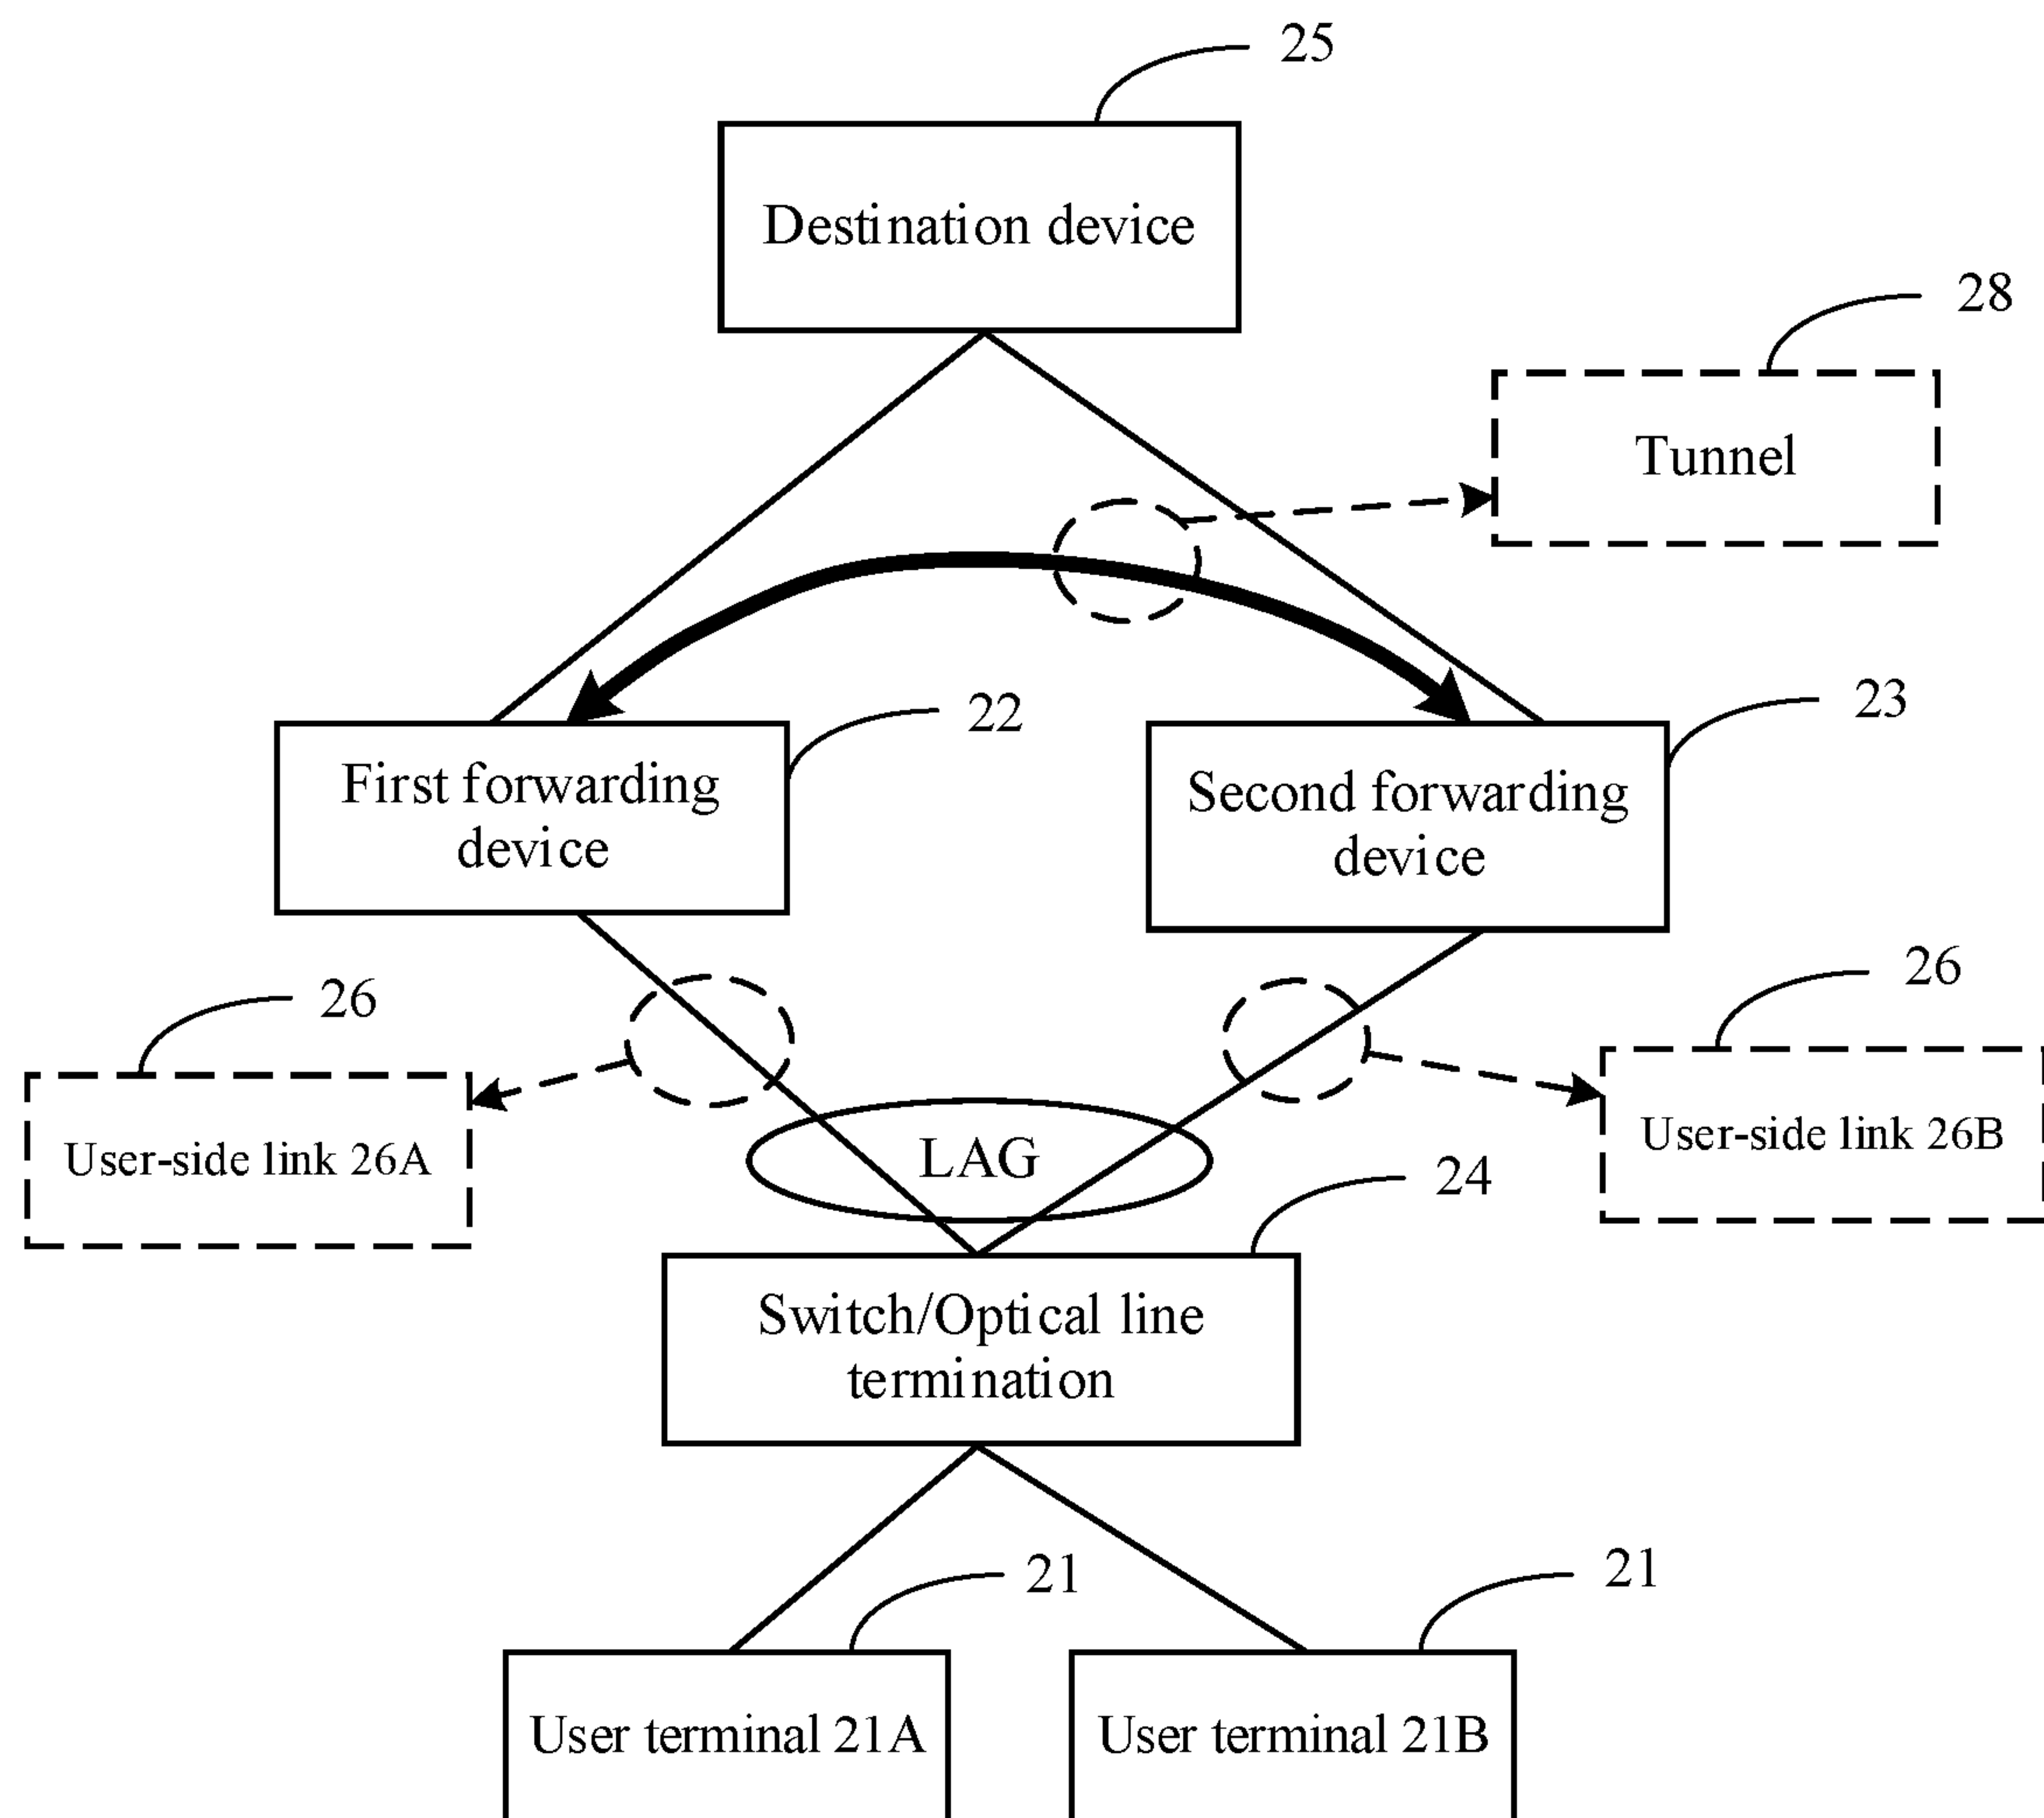 25
Destination device
28
Tunnel
22
23
First forwarding
device
Second forwarding
device
26
26
User-side link 26A
User-side link 26B
LAG
24
Switch/Optical line
termination
21
21
User terminal 21A
User terminal 21B